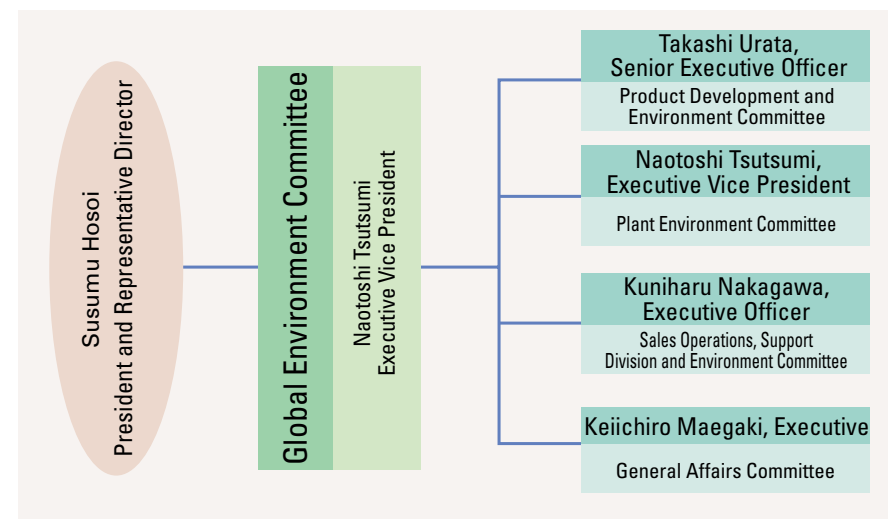 Susumu Hosoi
President and Representative Director
Global Environment Committee
Naotoshi Tsutsumi
Executive Vice President
Takashi Urata,
Senior Executive Officer
Product Development and
Environment Committee
Naotoshi Tsutsumi,
Executive Vice President
Plant Environment Committee
Kuniharu Nakagawa,
Executive Officer
Sales Operations, Support
Division and Environment Committee
Keiichiro Maegaki, Executive
General Affairs Committee